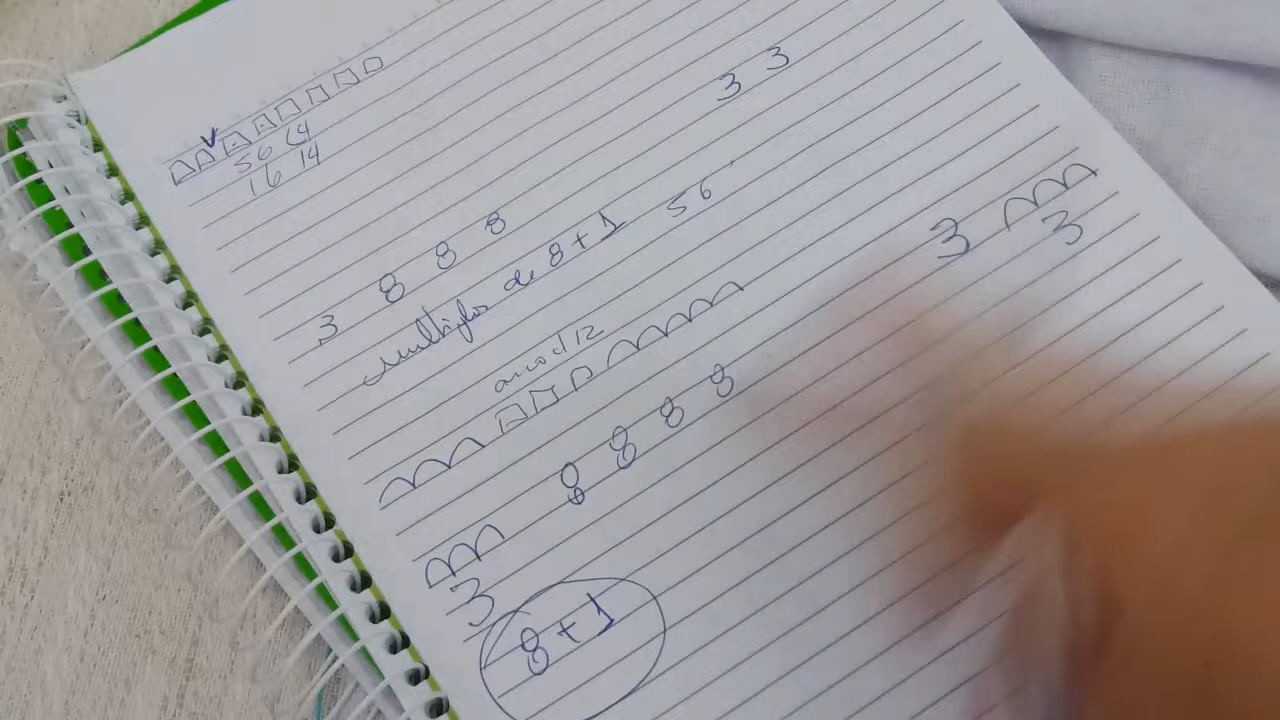 56 64
16 14
3 3
3 8 8 8
multiplos de 8 + 1 56
3
3
8 8 8 8
3
8 + 1